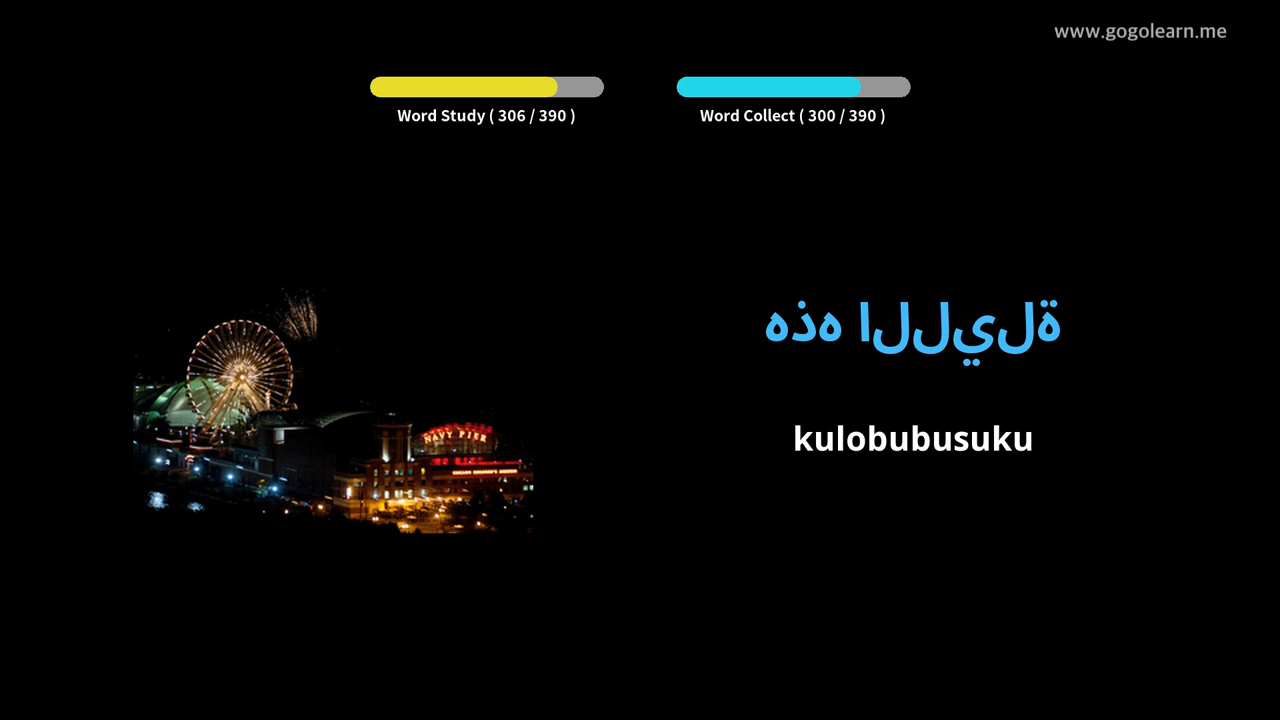 www.gogolearn.me
Word Study ( 306 / 390 )
Word Collect ( 300 / 390 )
هذه الليلة
kulobubusuku
NAVY PIER